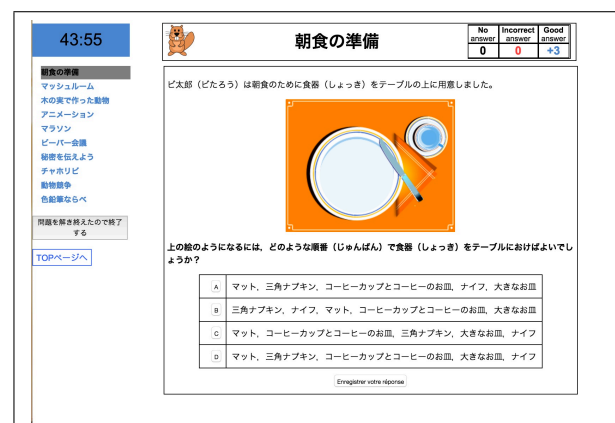 43:55
朝食の準備
マッシュルーム
木の実で作った動物
アニメーション
マラソン
ビーバー会議
秘密を伝えよう
チャホリビ
動物競争
色鉛筆ならべ
問題を解き終えたので終了
する
TOPページへ
朝食の準備
No answer Incorrect answer Good answer
0 0 +3
ビ太郎（ビたろう）は朝食のために食器（しょっき）をテーブルの上に用意しました。
上の絵のようになるには、どのような順番（じゅんばん）で食器（しょっき）をテーブルにおけばよいでし
ょうか？
A マット，三角ナプキン，コーヒーカップとコーヒーのお皿，ナイフ，大きなお皿
B 三角ナプキン，ナイフ，マット，コーヒーカップとコーヒーのお皿，大きなお皿
C マット，コーヒーカップとコーヒーのお皿，三角ナプキン，大きなお皿，ナイフ
D マット，三角ナプキン，コーヒーカップとコーヒーのお皿，大きなお皿，ナイフ
Enregistrer votre réponse